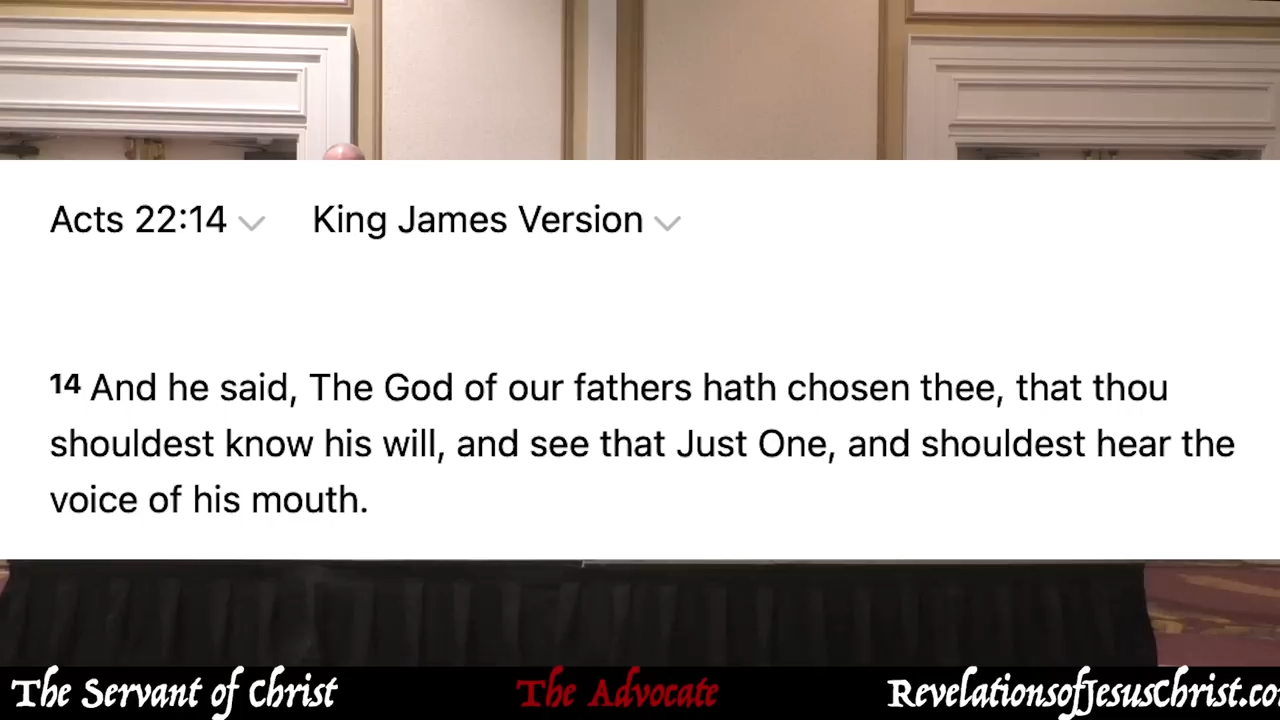 Acts 22:14 King James Version
14 And he said, The God of our fathers hath chosen thee, that thou
shouldest know his will, and see that Just One, and shouldest hear the
voice of his mouth.
The Servant of Christ The Advocate RevelationsofJesusChrist.co